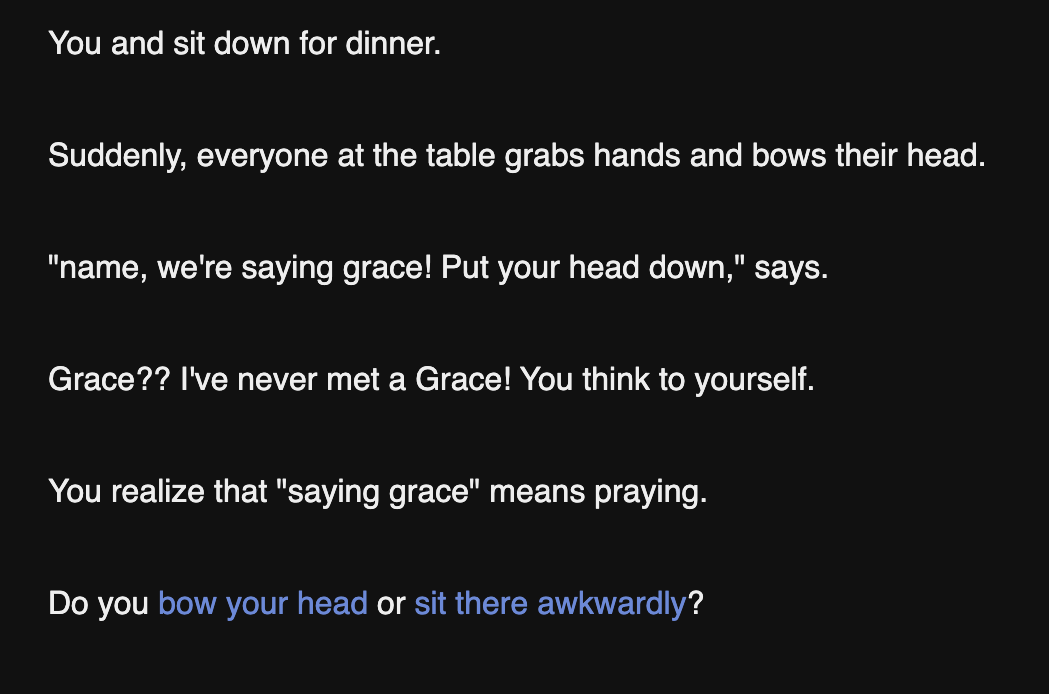 You and sit down for dinner.
Suddenly, everyone at the table grabs hands and bows their head.
"name, we're saying grace! Put your head down," says.
Grace?? I've never met a Grace! You think to yourself.
You realize that "saying grace" means praying.
Do you bow your head or sit there awkwardly?